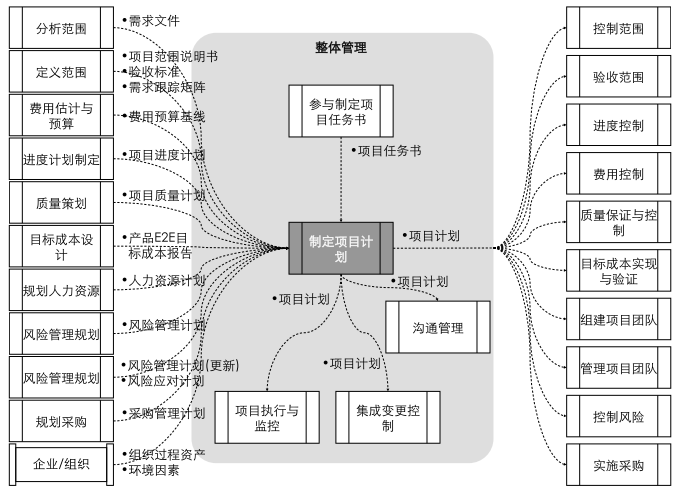 分析范围
•需求文件
定义范围
•项目范围说明书
•验收标准
•需求跟踪矩阵
费用估计与
预算
•费用预算基线
进度计划制定
•项目进度计划
质量策划
•项目质量计划
目标成本设
计
•产品E2E目
标成本报告
规划人力资源
•人力资源计划
风险管理规划
•风险管理计划
风险管理规划
•风险管理计划(更新)
•风险应对计划
规划采购
•采购管理计划
企业/组织
•组织过程资产
•环境因素
整体管理
参与制定项
目任务书
•项目任务书
制定项目计
划
•项目计划
•项目计划
•项目计划
沟通管理
•项目计划
项目执行与
监控
集成变更控
制
控制范围
验收范围
进度控制
费用控制
质量保证与控
制
目标成本实现
与验证
组建项目团队
管理项目团队
控制风险
实施采购